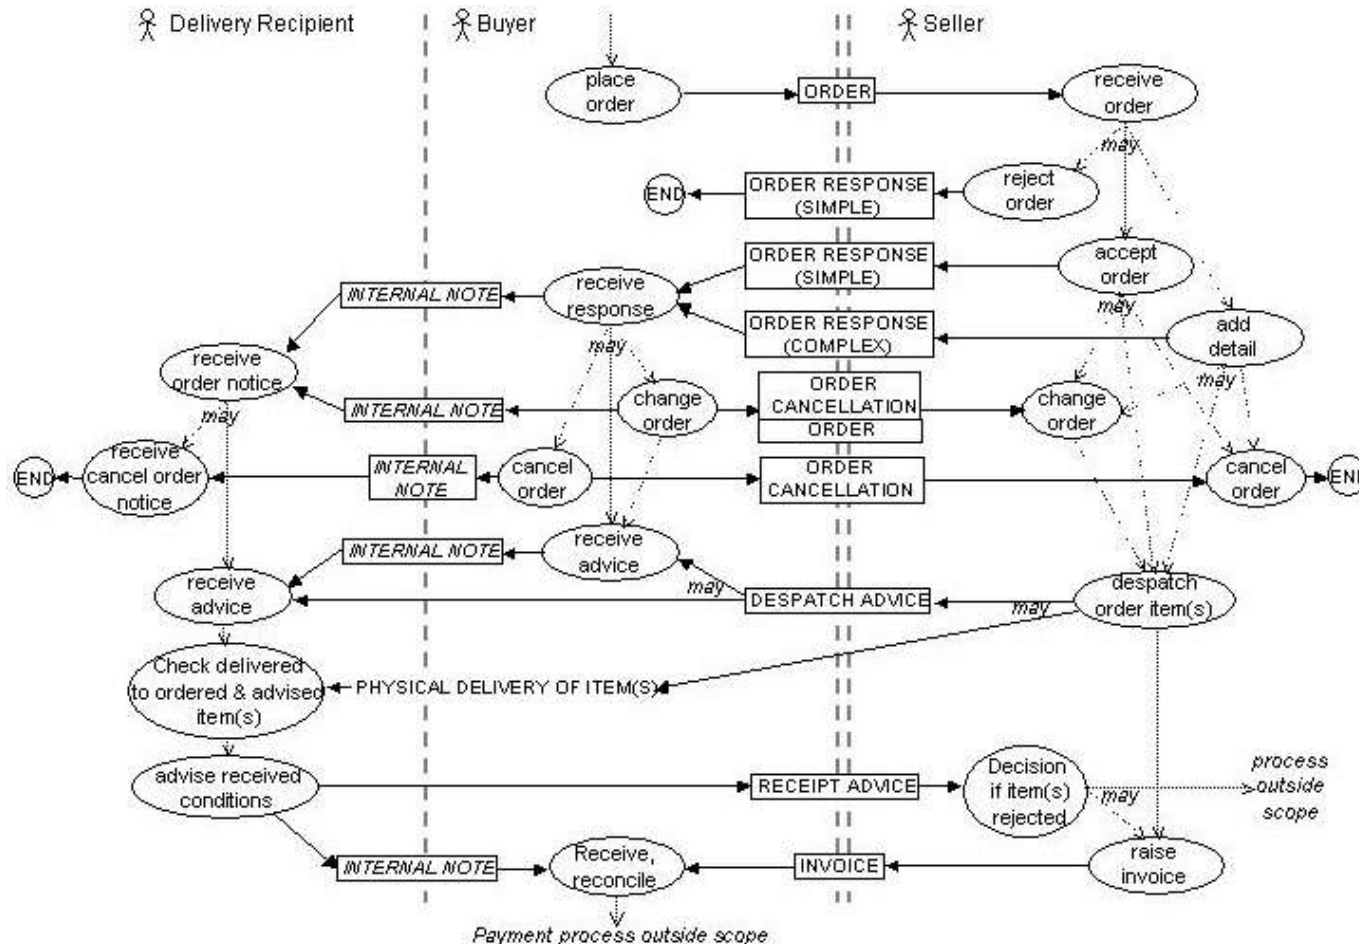 Delivery Recipient
Buyer
Seller
place
order
ORDER
receive
order
may
END
ORDER RESPONSE
(SIMPLE)
reject
order
ORDER RESPONSE
(SIMPLE)
accept
order
INTERNAL NOTE
receive
response
may
ORDER RESPONSE
(COMPLEX)
add
detail
may
receive
order notice
may
may
INTERNAL NOTE
change
order
ORDER
CANCELLATION
ORDER
change
order
END
receive
cancel order
notice
INTERNAL
NOTE
cancel
order
ORDER
CANCELLATION
cancel
order
END
INTERNAL NOTE
receive
advice
receive
advice
may
DESPATCH ADVICE
may
despatch
order item(s)
Check delivered
to ordered & advised
item(s)
PHYSICAL DELIVERY OF ITEM(S)
advise received
conditions
RECEIPT ADVICE
Decision
if item(s)
rejected
may
process
outside
scope
INTERNAL NOTE
Receive,
reconcile
INVOICE
raise
invoice
Payment process outside scope